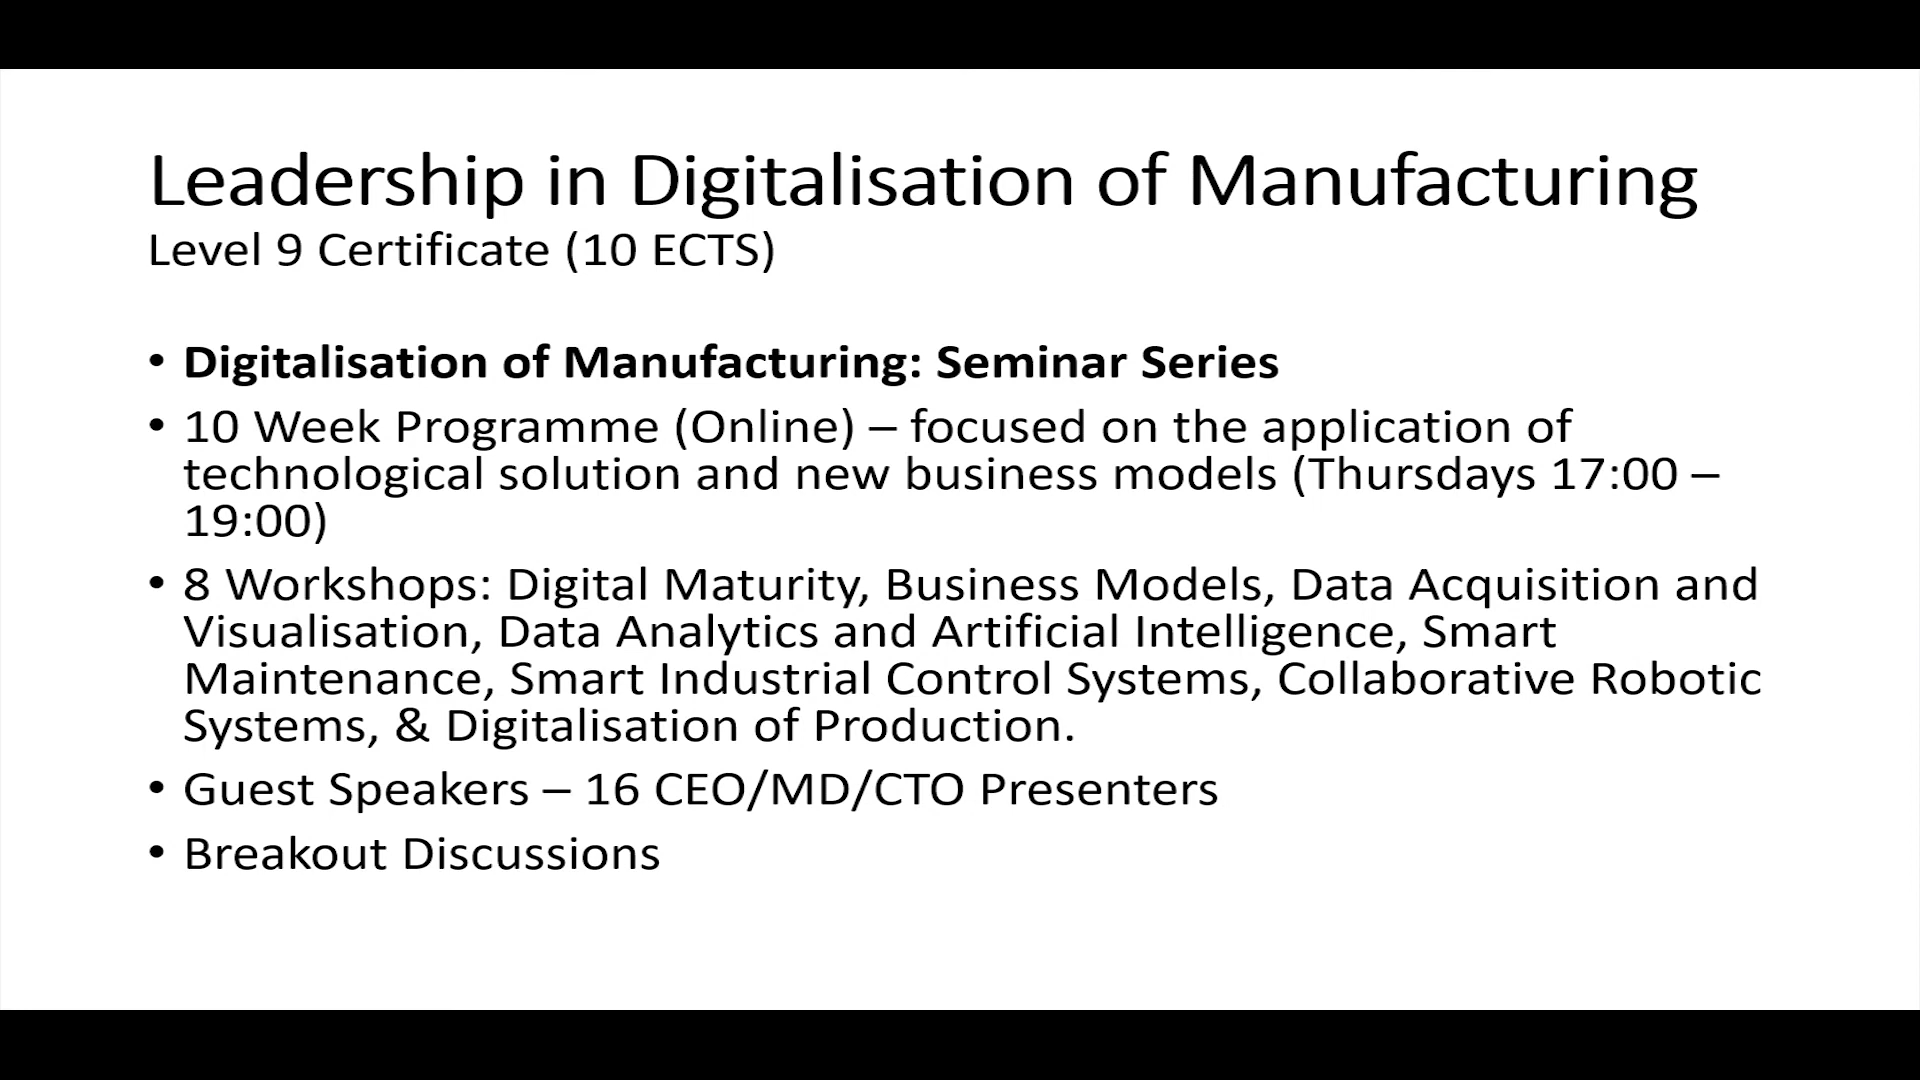 Leadership in Digitalisation of Manufacturing
Level 9 Certificate (10 ECTS)
• Digitalisation of Manufacturing: Seminar Series
• 10 Week Programme (Online) – focused on the application of
technological solution and new business models (Thursdays 17:00 –
19:00)
• 8 Workshops: Digital Maturity, Business Models, Data Acquisition and
Visualisation, Data Analytics and Artificial Intelligence, Smart
Maintenance, Smart Industrial Control Systems, Collaborative Robotic
Systems, & Digitalisation of Production.
• Guest Speakers – 16 CEO/MD/CTO Presenters
• Breakout Discussions